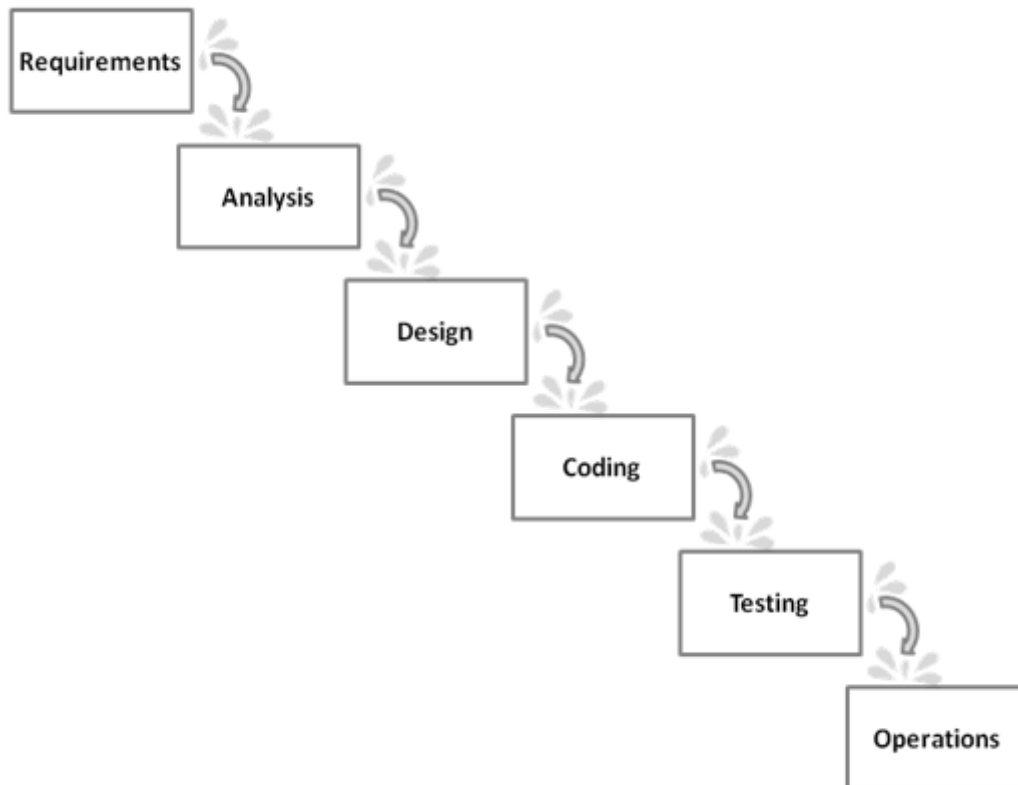 Requirements
Analysis
Design
Coding
Testing
Operations